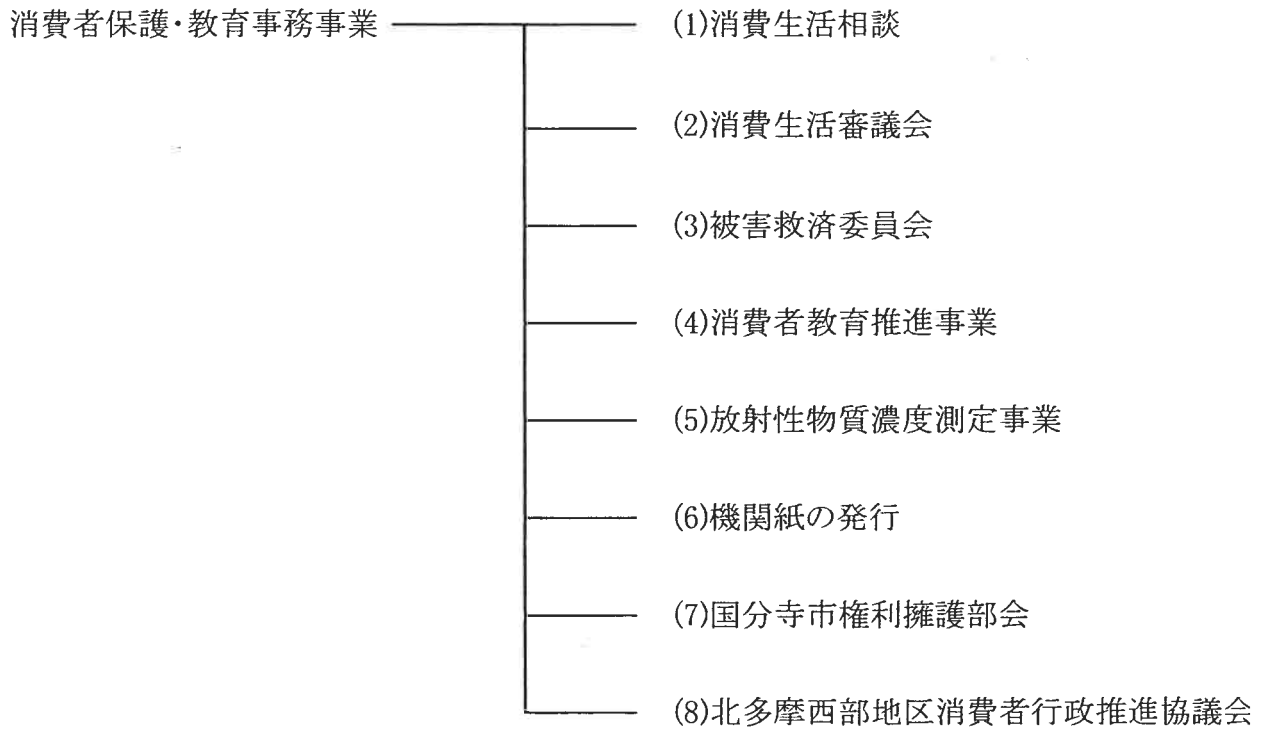 消費者保護・教育事務事業
(1)消費生活相談
(2)消費生活審議会
(3)被害救済委員会
(4)消費者教育推進事業
(5)放射性物質濃度測定事業
(6)機関紙の発行
(7)国分寺市権利擁護部会
(8)北多摩西部地区消費者行政推進協議会